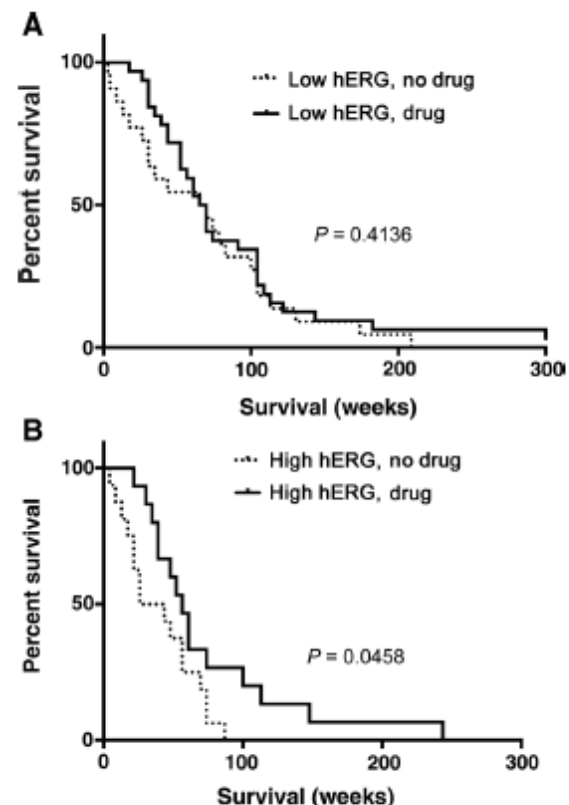 A
Low hERG, no drug
Low hERG, drug
Percent survival
100
50
0
P = 0.4136
0 100 200 300
Survival (weeks)
B
High hERG, no drug
High hERG, drug
Percent survival
100
50
0
P = 0.0458
0 100 200 300
Survival (weeks)